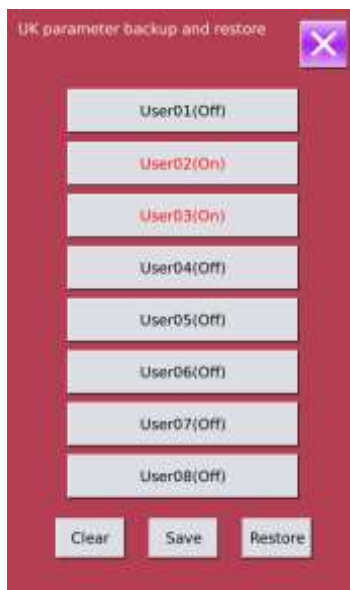 UK parameter backup and restore
User01(Off)
User02(On)
User03(On)
User04(Off)
User05(Off)
User06(Off)
User07(Off)
User08(Off)
Clear Save Restore